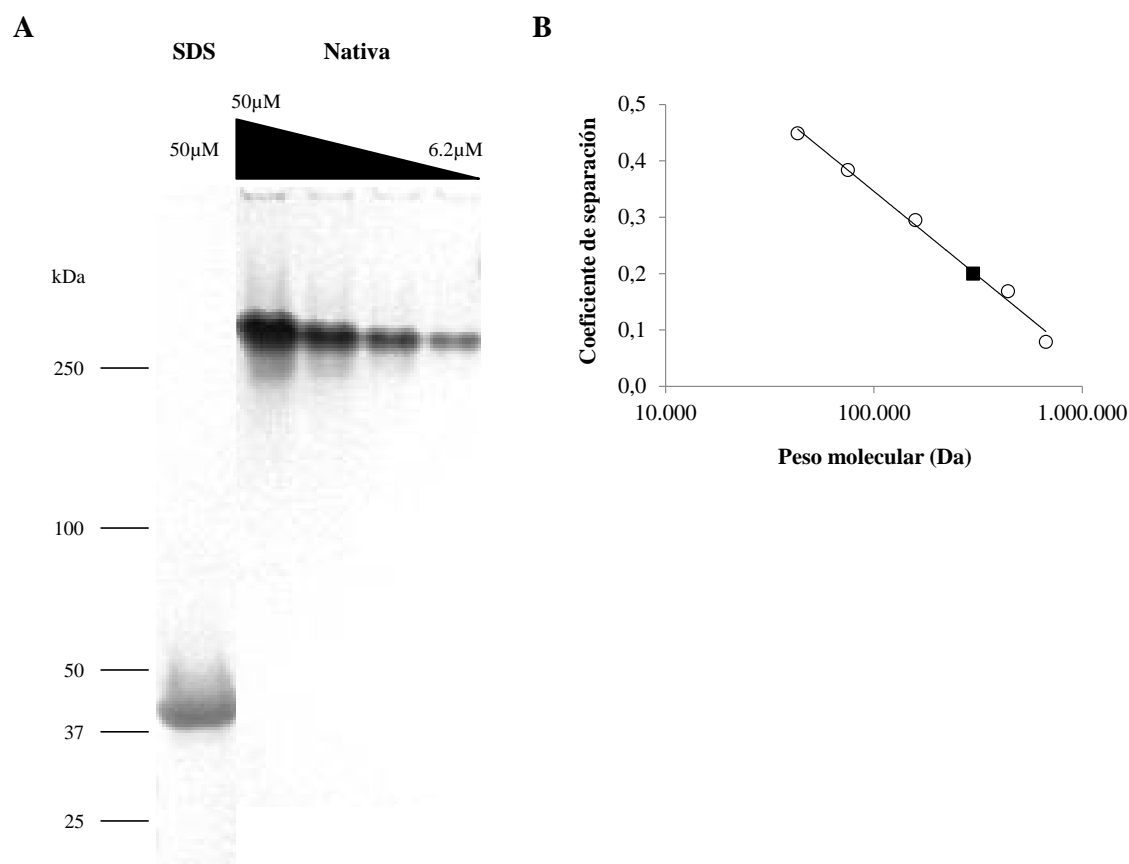 A
SDS
Nativa
50µM
50µM
6.2µM
kDa
250
100
50
37
25
B
Coeficiente de separación
0,5
0,4
0,3
0,2
0,1
0,0
10.000
100.000
1.000.000
Peso molecular (Da)